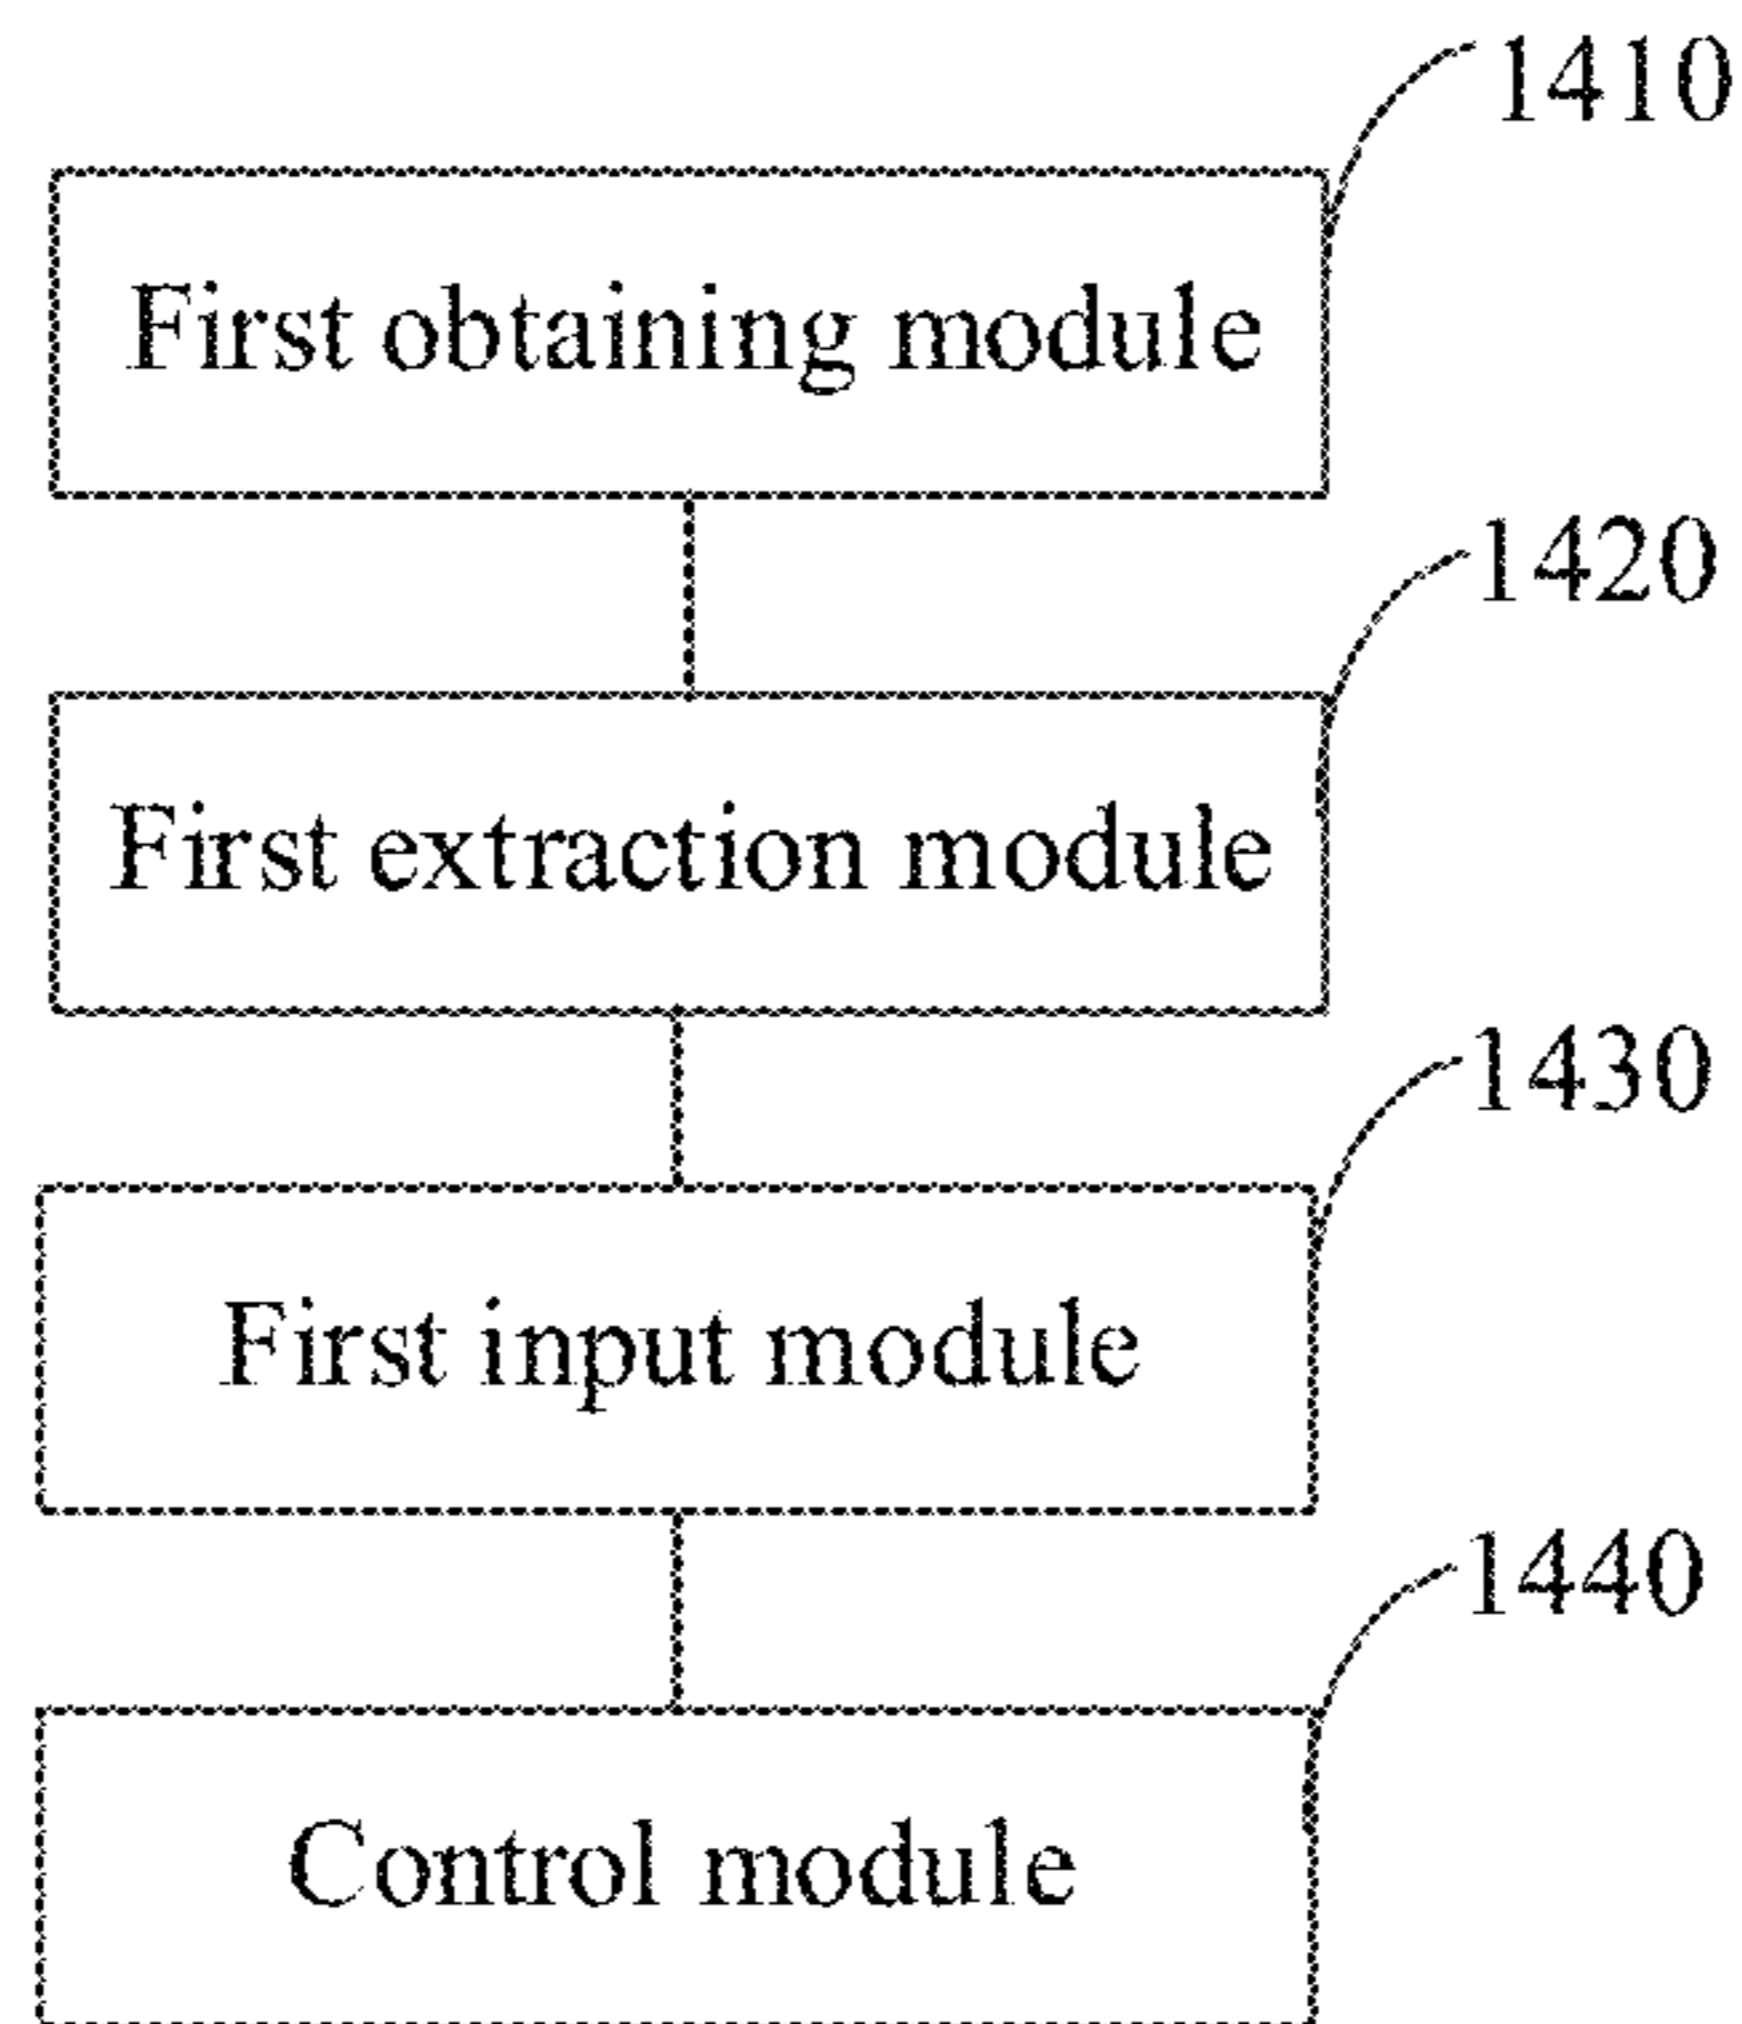 1410
First obtaining module
1420
First extraction module
1430
First input module
1440
Control module